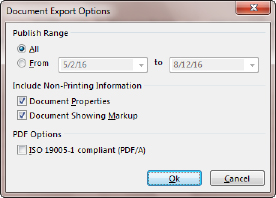 Document Export Options
Publish Range
All
From 5/2/16 to 8/12/16
Include Non-Printing Information
Document Properties
Document Showing Markup
PDF Options
ISO 19005-1 compliant (PDF/A)
Ok Cancel